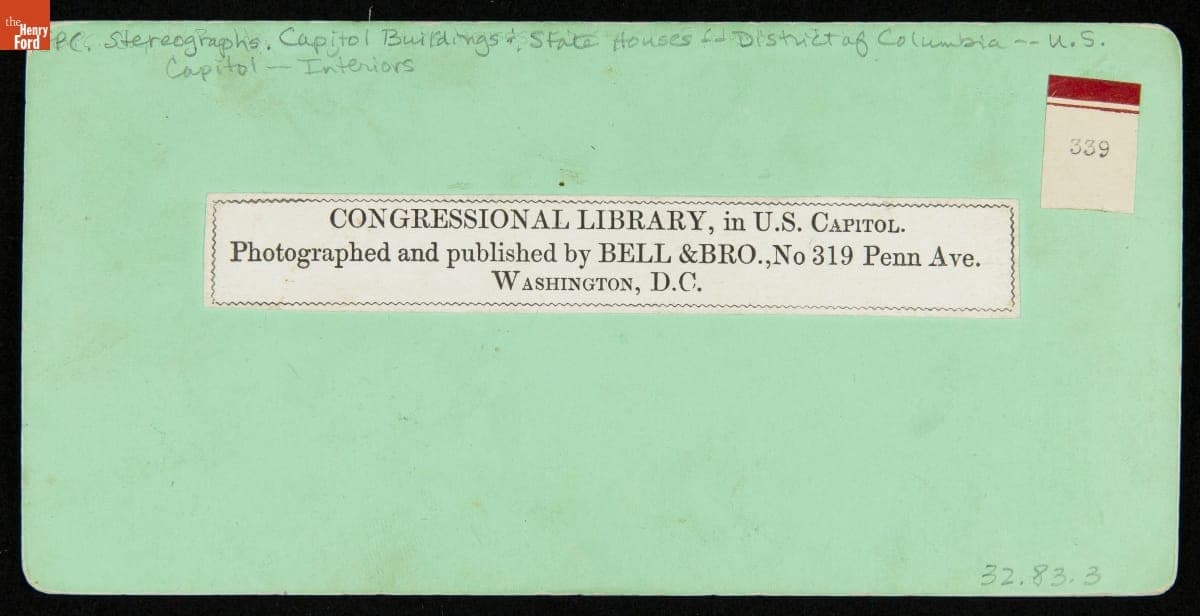 the
Henry
Ford
P.C. Stereographs. Capitol Buildings & State Houses -- District of Columbia -- U.S.
Capitol -- Interiors
339
CONGRESSIONAL LIBRARY, in U.S. CAPITOL.
Photographed and published by BELL &BRO.,No 319 Penn Ave.
WASHINGTON, D.C.
32.83.3